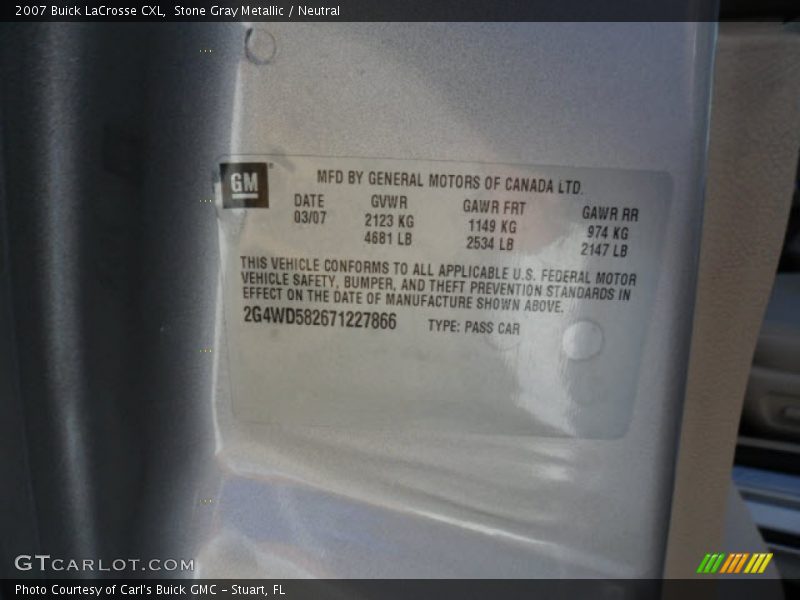 2007 Buick LaCrosse CXL, Stone Gray Metallic / Neutral
GM
MFD BY GENERAL MOTORS OF CANADA LTD.
DATE GVWR GAWR FRT GAWR RR
03/07 2123 KG 1149 KG 974 KG
4681 LB 2534 LB 2147 LB
THIS VEHICLE CONFORMS TO ALL APPLICABLE U.S. FEDERAL MOTOR
VEHICLE SAFETY, BUMPER, AND THEFT PREVENTION STANDARDS IN
EFFECT ON THE DATE OF MANUFACTURE SHOWN ABOVE.
2G4WD582671227866 TYPE: PASS CAR
GTCARLOT.COM
Photo Courtesy of Carl's Buick GMC - Stuart, FL